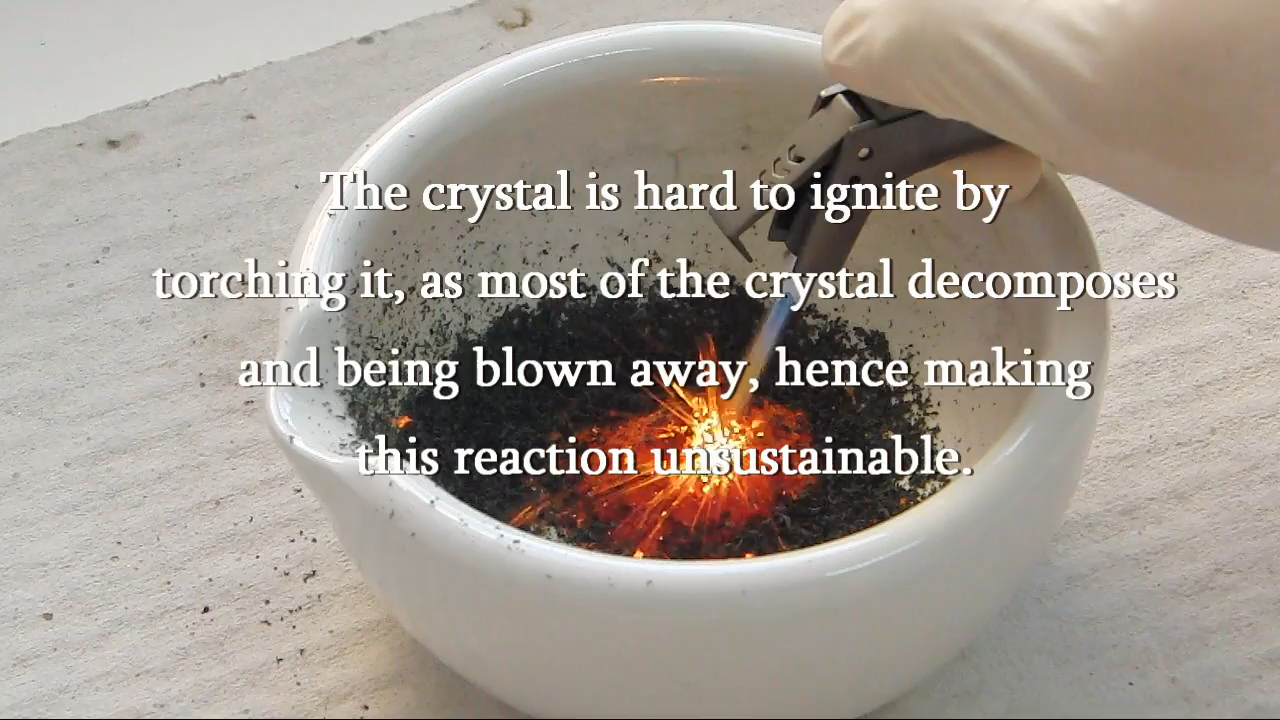 The crystal is hard to ignite by
torching it, as most of the crystal decomposes
and being blown away, hence making
this reaction unsustainable.